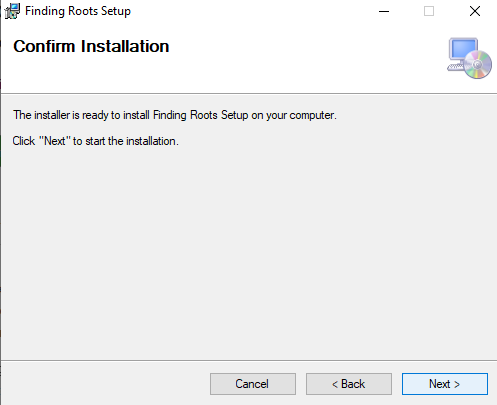 Finding Roots Setup
Confirm Installation
The installer is ready to install Finding Roots Setup on your computer.
Click "Next" to start the installation.
Cancel
< Back
Next >